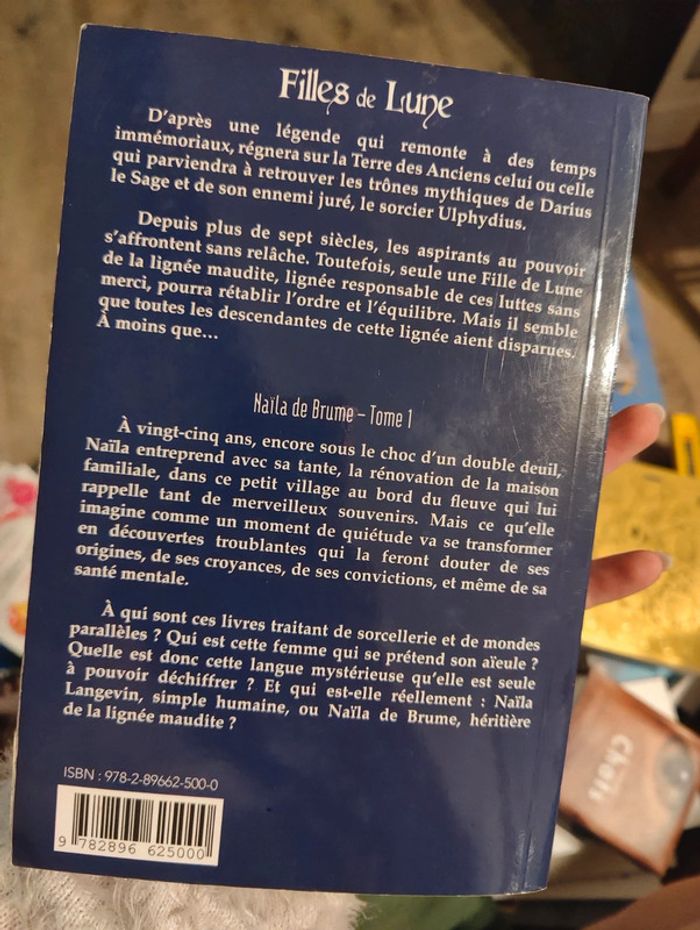 Filles de Lune
D'après une légende qui remonte à des temps
immémoriaux, régnera sur la Terre des Anciens celui ou celle
qui parviendra à retrouver les trônes mythiques de Darius
le Sage et de son ennemi juré, le sorcier Ulphydius.
Depuis plus de sept siècles, les aspirants au pouvoir
s'affrontent sans relâche. Toutefois, seule une Fille de Lune
de la lignée maudite, lignée responsable de ces luttes sans
merci, pourra rétablir l'ordre et l'équilibre. Mais il semble
que toutes les descendantes de cette lignée aient disparues.
À moins que...
Naïla de Brume – Tome 1
À vingt-cinq ans, encore sous le choc d'un double deuil,
Naïla entreprend avec sa tante, la rénovation de la maison
familiale, dans ce petit village au bord du fleuve qui lui
rappelle tant de merveilleux souvenirs. Mais ce qu'elle
imagine comme un moment de quiétude va se transformer
en découvertes troublantes qui la feront douter de ses
origines, de ses croyances, de ses convictions, et même de sa
santé mentale.
À qui sont ces livres traitant de sorcellerie et de mondes
parallèles ? Qui est cette femme qui se prétend son aïeule ?
Quelle est donc cette langue mystérieuse qu'elle est seule
à pouvoir déchiffrer ? Et qui est-elle réellement : Naïla
Langevin, simple humaine, ou Naïla de Brume, héritière
de la lignée maudite ?
ISBN : 978-2-89662-500-0
9 782896 625000
Chats